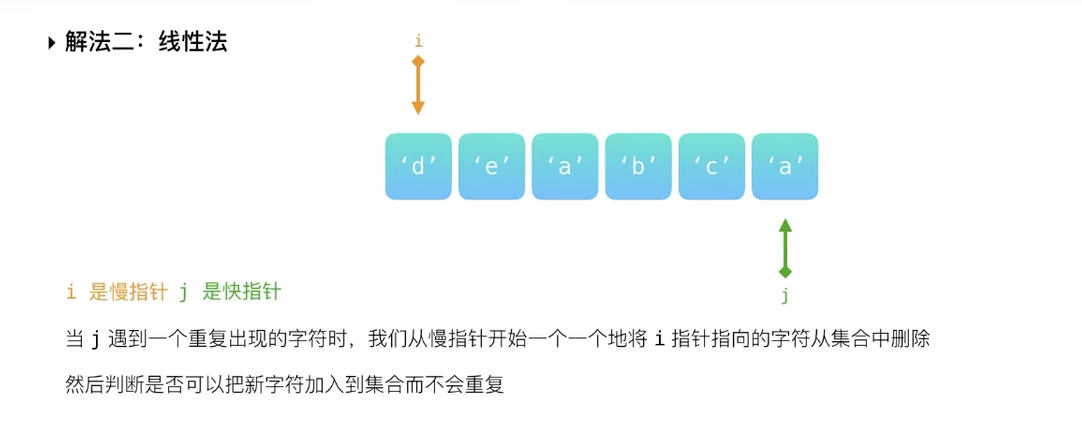 解法二：线性法
i
‘d’ ‘e’ ‘a’ ‘b’ ‘c’ ‘a’
j
i 是慢指针 j 是快指针
当 j 遇到一个重复出现的字符时，我们从慢指针开始一个一个地将 i 指针指向的字符从集合中删除
然后判断是否可以把新字符加入到集合而不会重复